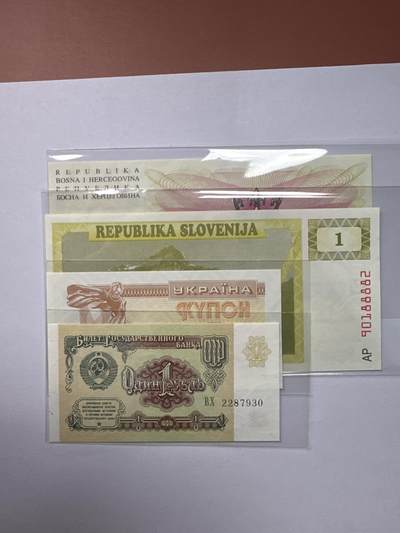 REPUBLIKA
BOSNA I HERCEGOVINA
РЕПУБЛИКА
БОСНА И ХЕРЦЕГОВИНА
REPUBLIKA SLOVENIJA
1
AP 90188882
УКРАЇНА
КУПОН
Билет Государственного
банка
1
Один Рубль
ВХ 2287930
1